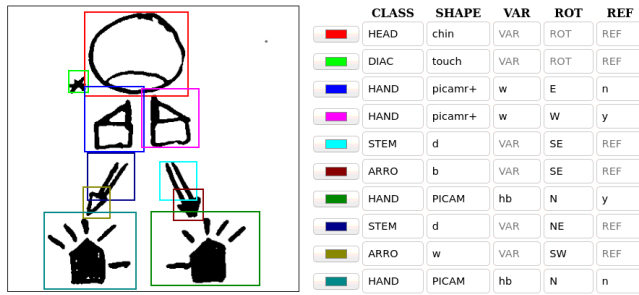 CLASS SHAPE VAR ROT REF
HEAD chin VAR ROT REF
DIAC touch VAR ROT REF
HAND picamr+ w E n
HAND picamr+ w W y
STEM d VAR SE REF
ARRO b VAR SE REF
HAND PICAM hb N y
STEM d VAR NE REF
ARRO w VAR SW REF
HAND PICAM hb N n